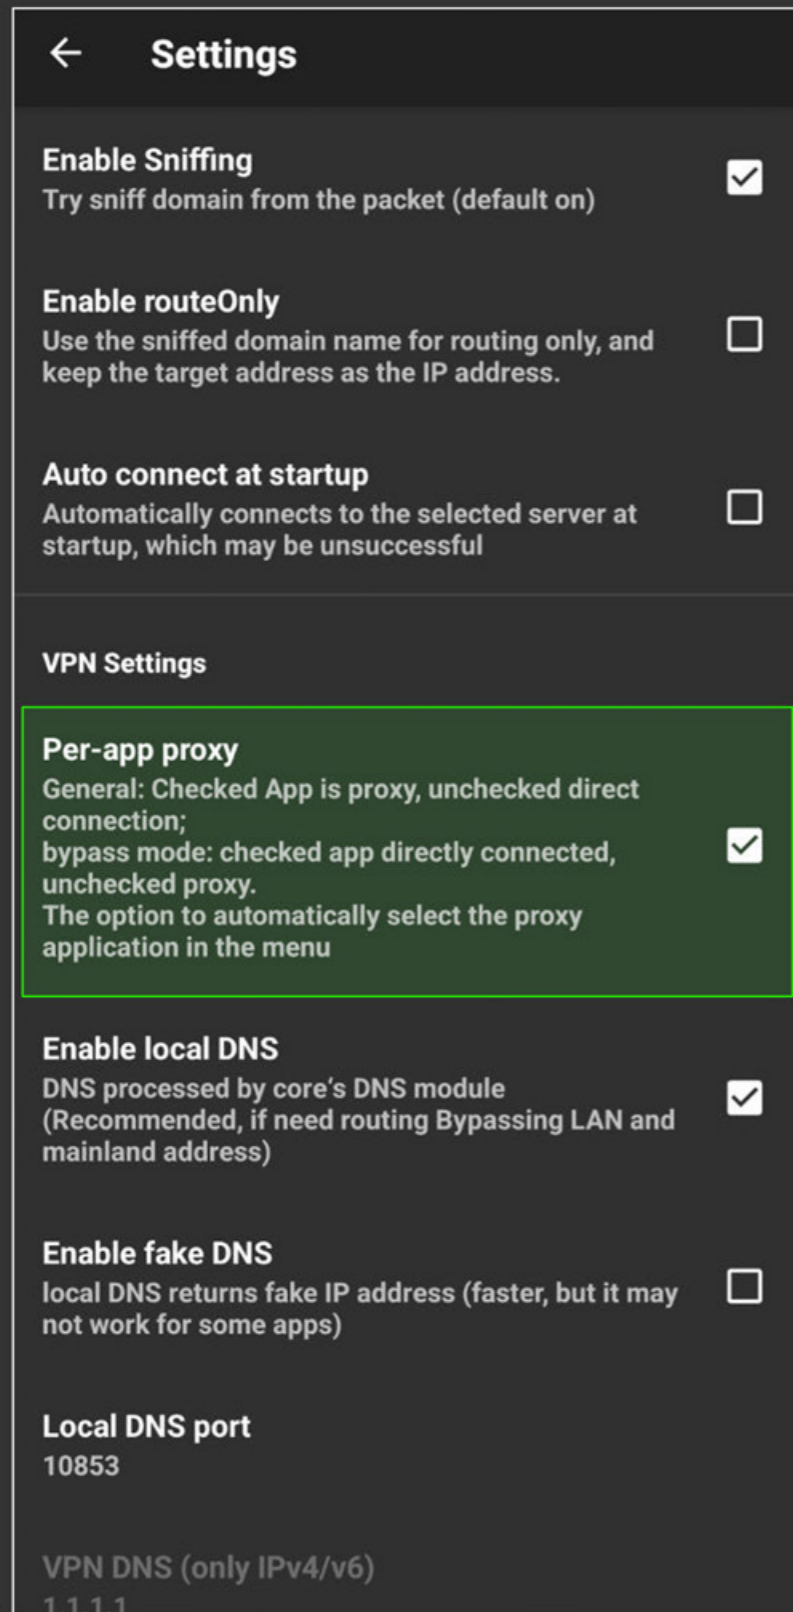 Settings
Enable Sniffing
Try sniff domain from the packet (default on)
Enable routeOnly
Use the sniffed domain name for routing only, and
keep the target address as the IP address.
Auto connect at startup
Automatically connects to the selected server at
startup, which may be unsuccessful
VPN Settings
Per-app proxy
General: Checked App is proxy, unchecked direct
connection;
bypass mode: checked app directly connected,
unchecked proxy.
The option to automatically select the proxy
application in the menu
Enable local DNS
DNS processed by core‘s DNS module
(Recommended, if need routing Bypassing LAN and
mainland address)
Enable fake DNS
local DNS returns fake IP address (faster, but it may
not work for some apps)
Local DNS port
10853
VPN DNS (only IPv4/v6)
1.1.1.1